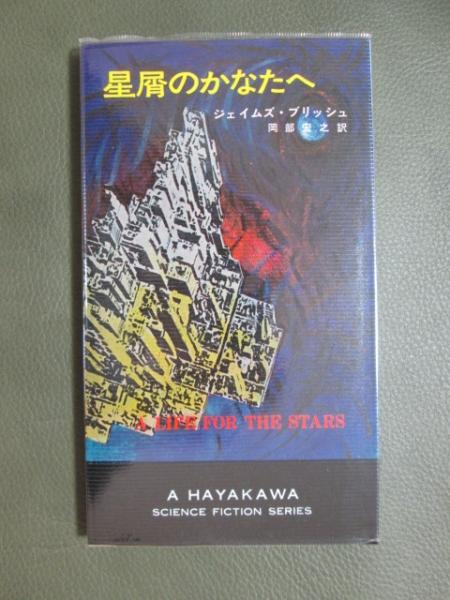 星屑のかなたへ
ジェイムズ・ブリッシュ
岡部宏之訳
A LIFE FOR THE STARS
A HAYAKAWA
SCIENCE FICTION SERIES